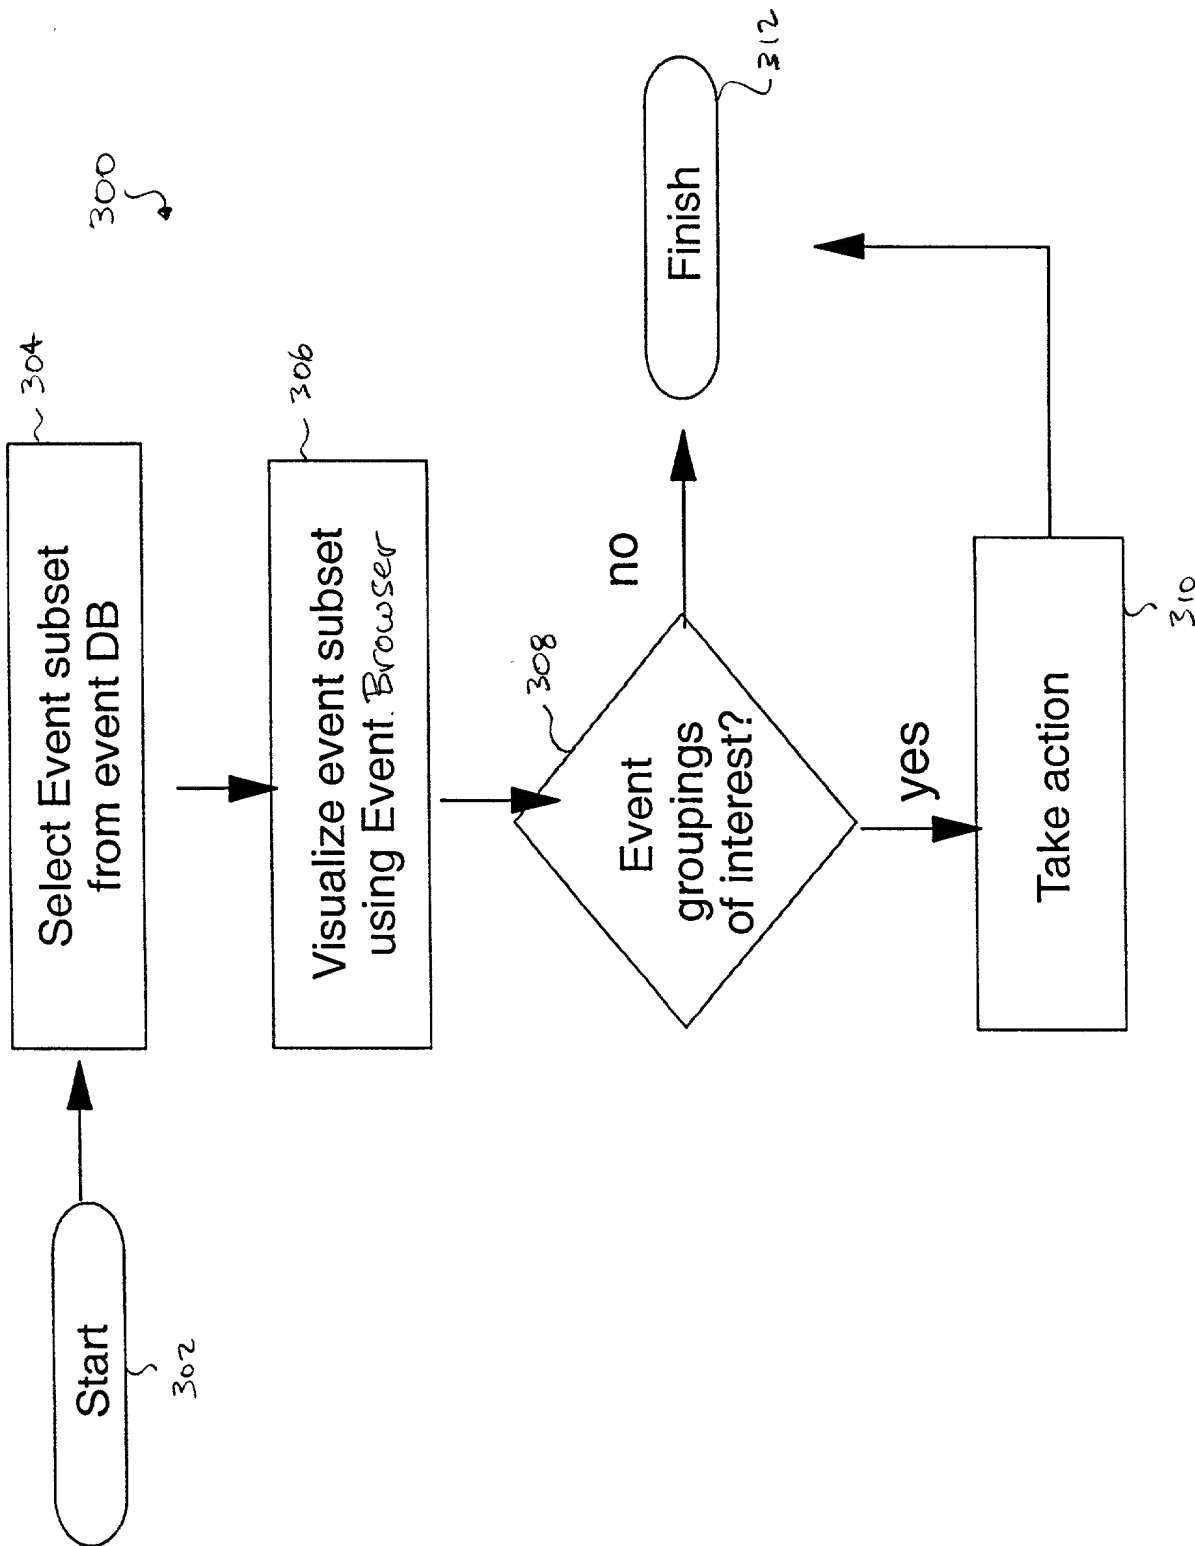 300
Start
302
Select Event subset
from event DB
304
Visualize event subset
using Event Browser
306
Event
groupings
of interest?
308
no
yes
Take action
310
Finish
312